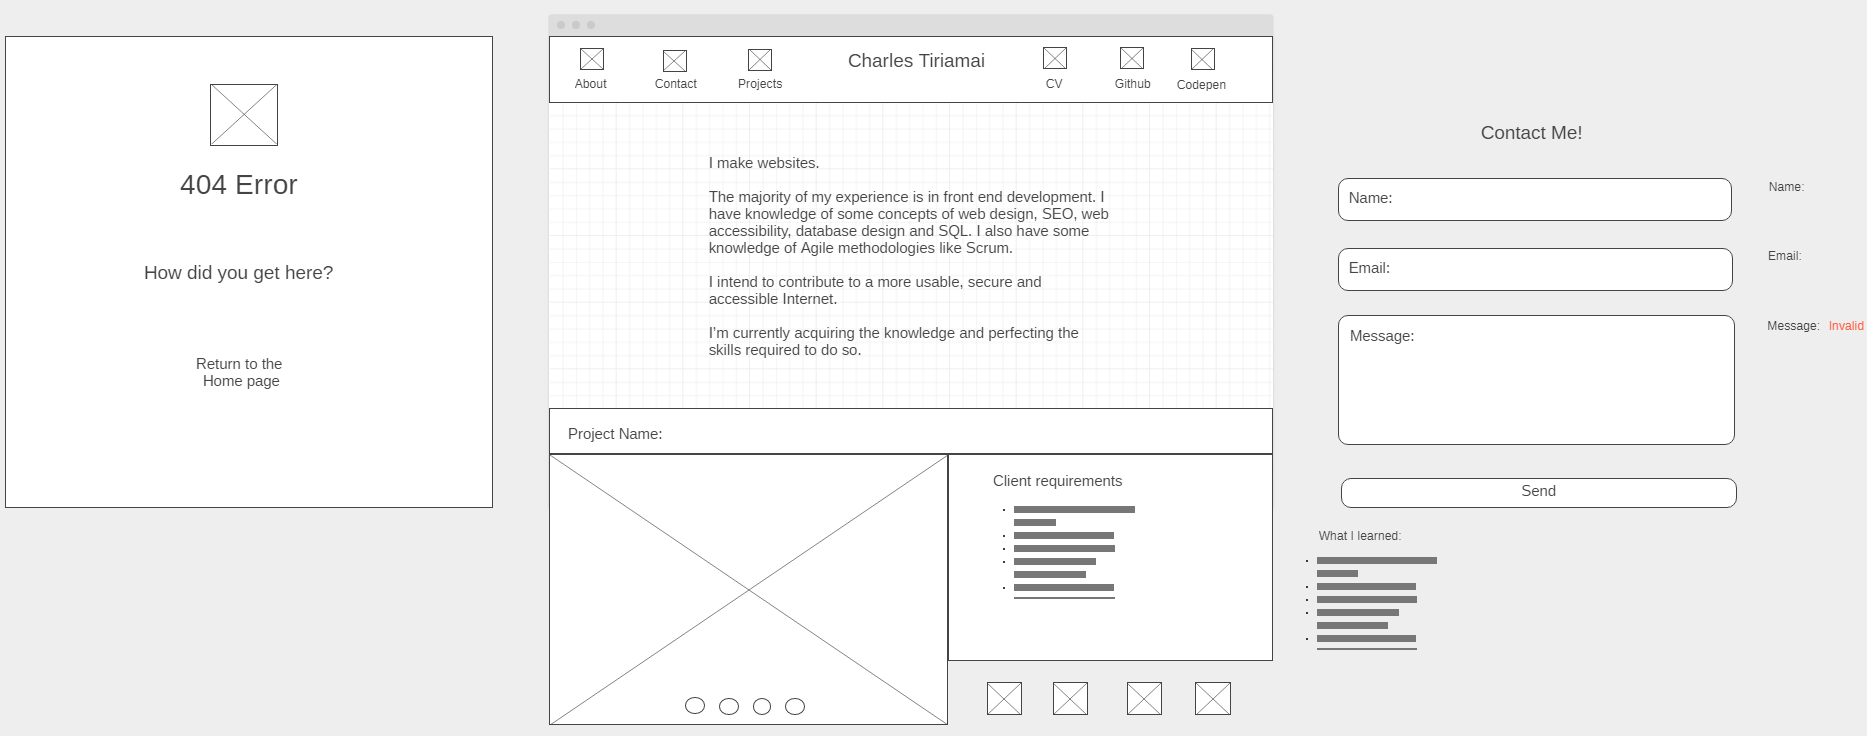 404 Error
How did you get here?
Return to the
Home page
About
Contact
Projects
Charles Tiriamai
CV
Github
Codepen
I make websites.
The majority of my experience is in front end development. I
have knowledge of some concepts of web design, SEO, web
accessibility, database design and SQL. I also have some
knowledge of Agile methodologies like Scrum.
I intend to contribute to a more usable, secure and
accessible Internet.
I'm currently acquiring the knowledge and perfecting the
skills required to do so.
Project Name:
Client requirements
Contact Me!
Name:
Name:
Email:
Email:
Message:
Message: Invalid
Send
What I learned: